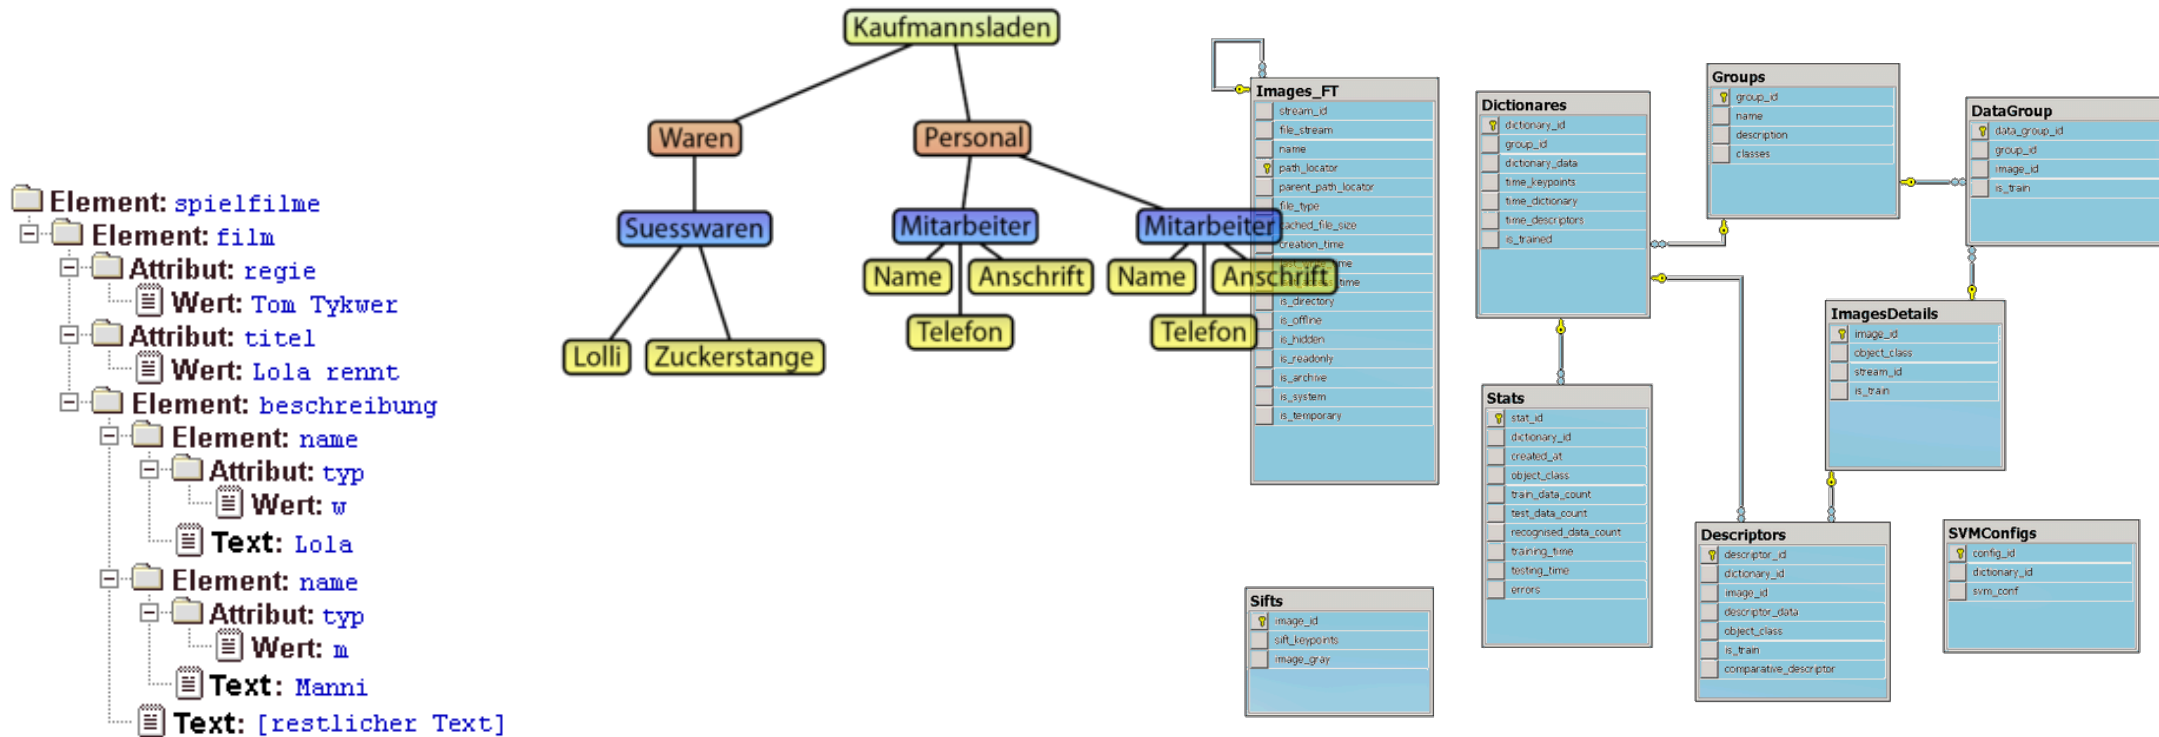 Element: spielfilme
Element: film
Attribut: regie
Wert: Tom Tykwer
Attribut: titel
Wert: Lola rennt
Element: beschreibung
Element: name
Attribut: typ
Wert: w
Text: Lola
Element: name
Attribut: typ
Wert: m
Text: Manni
Text: [restlicher Text]
Kaufmannsladen
Waren
Personal
Suesswaren
Mitarbeiter
Mitarbeiter
Name
Anschrift
Name
Anschrift
Telefon
Telefon
Lolli
Zuckerstange
Images_FT
stream_id
file_stream
name
path_locator
parent_path_locator
file_type
cached_file_size
creation_time
is_directory
is_offline
is_hidden
is_readonly
is_archive
is_system
is_temporary
Sifts
image_id
sift_keypoints
image_gray
Dictionares
dictionary_id
group_id
dictionary_data
time_keypoints
time_dictionary
time_descriptors
is_trained
Stats
stat_id
dictionary_id
created_at
object_class
train_data_count
test_data_count
recognised_data_count
training_time
testing_time
errors
Groups
group_id
name
description
classes
DataGroup
data_group_id
group_id
image_id
is_train
ImagesDetails
image_id
object_class
stream_id
is_train
Descriptors
descriptor_id
dictionary_id
image_id
descriptor_data
object_class
is_train
comparative_descriptor
SVMConfigs
config_id
dictionary_id
svm_conf